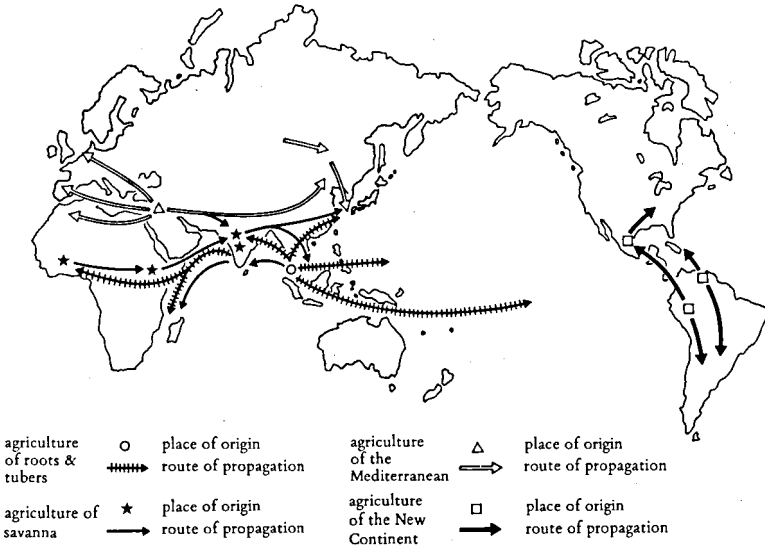 agriculture
of roots &
tubers
place of origin
route of propagation
agriculture of
savanna
place of origin
route of propagation
agriculture
of the
Mediterranean
place of origin
route of propagation
agriculture
of the New
Continent
place of origin
route of propagation